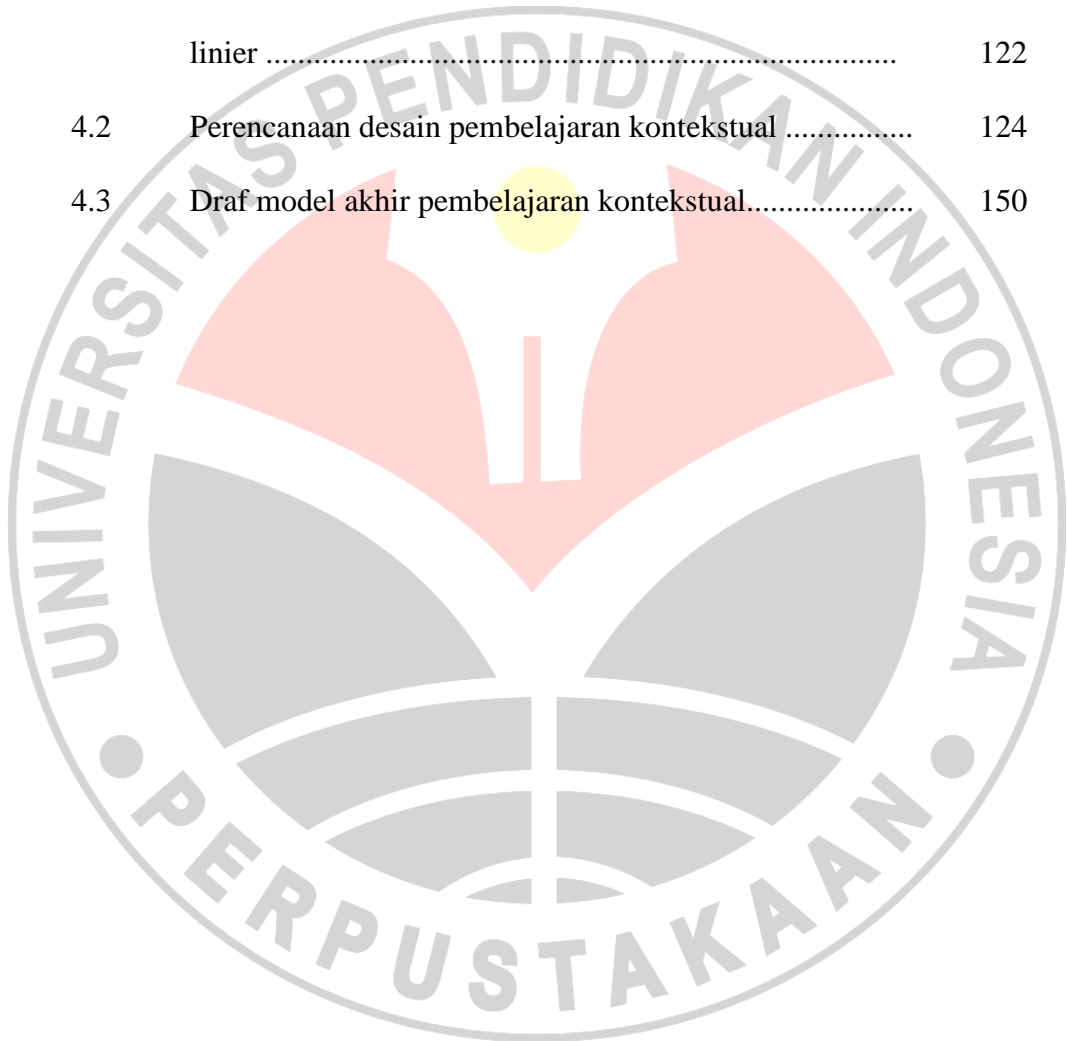 linier ...................................................................... 122
4.2 Perencanaan desain pembelajaran kontekstual ............... 124
4.3 Draf model akhir pembelajaran kontekstual..................... 150
UNIVERSITAS PENDIDIKAN INDONESIA
PERPUSTAKAAN